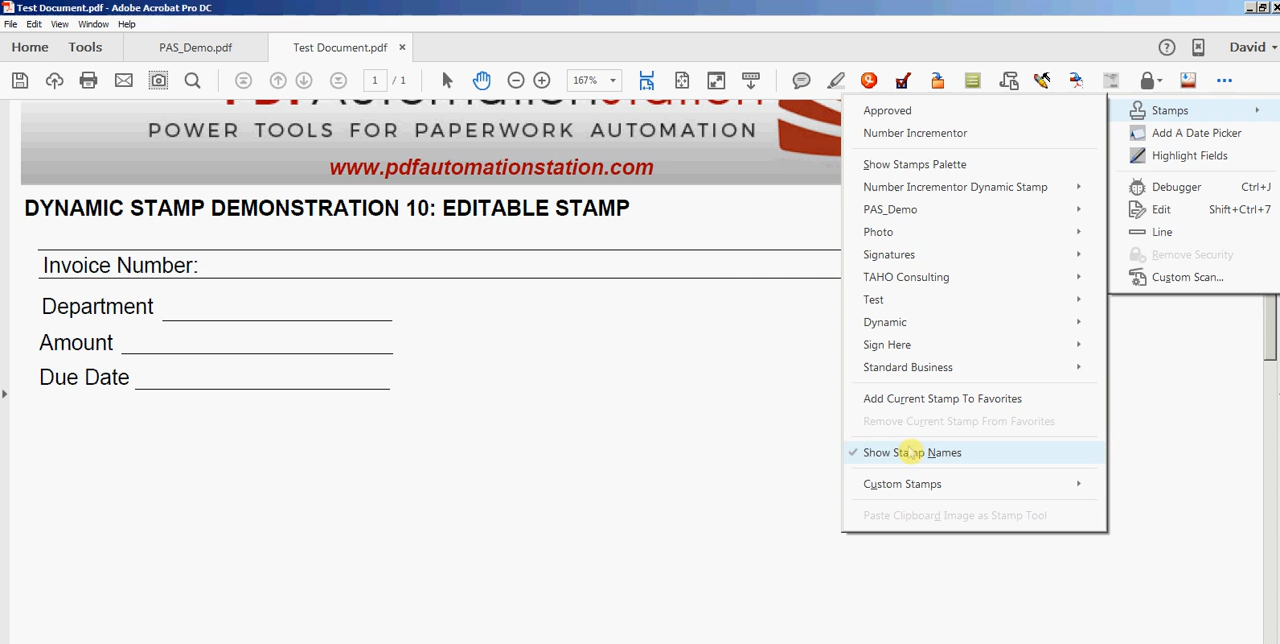 Test Document.pdf - Adobe Acrobat Pro DC
File Edit View Window Help
Home Tools PAS_Demo.pdf Test Document.pdf × David
1 / 1 167%
POWER TOOLS FOR PAPERWORK AUTOMATION
www.pdfautomationstation.com
DYNAMIC STAMP DEMONSTRATION 10: EDITABLE STAMP
Invoice Number:
Department
Amount
Due Date
Approved
Number Incrementor
Show Stamps Palette
Number Incrementor Dynamic Stamp
PAS_Demo
Photo
Signatures
TAHO Consulting
Test
Dynamic
Sign Here
Standard Business
Add Current Stamp To Favorites
Remove Current Stamp From Favorites
Show Stamp Names
Custom Stamps
Paste Clipboard Image as Stamp Tool
Stamps
Add A Date Picker
Highlight Fields
Debugger Ctrl+J
Edit Shift+Ctrl+7
Line
Remove Security
Custom Scan...